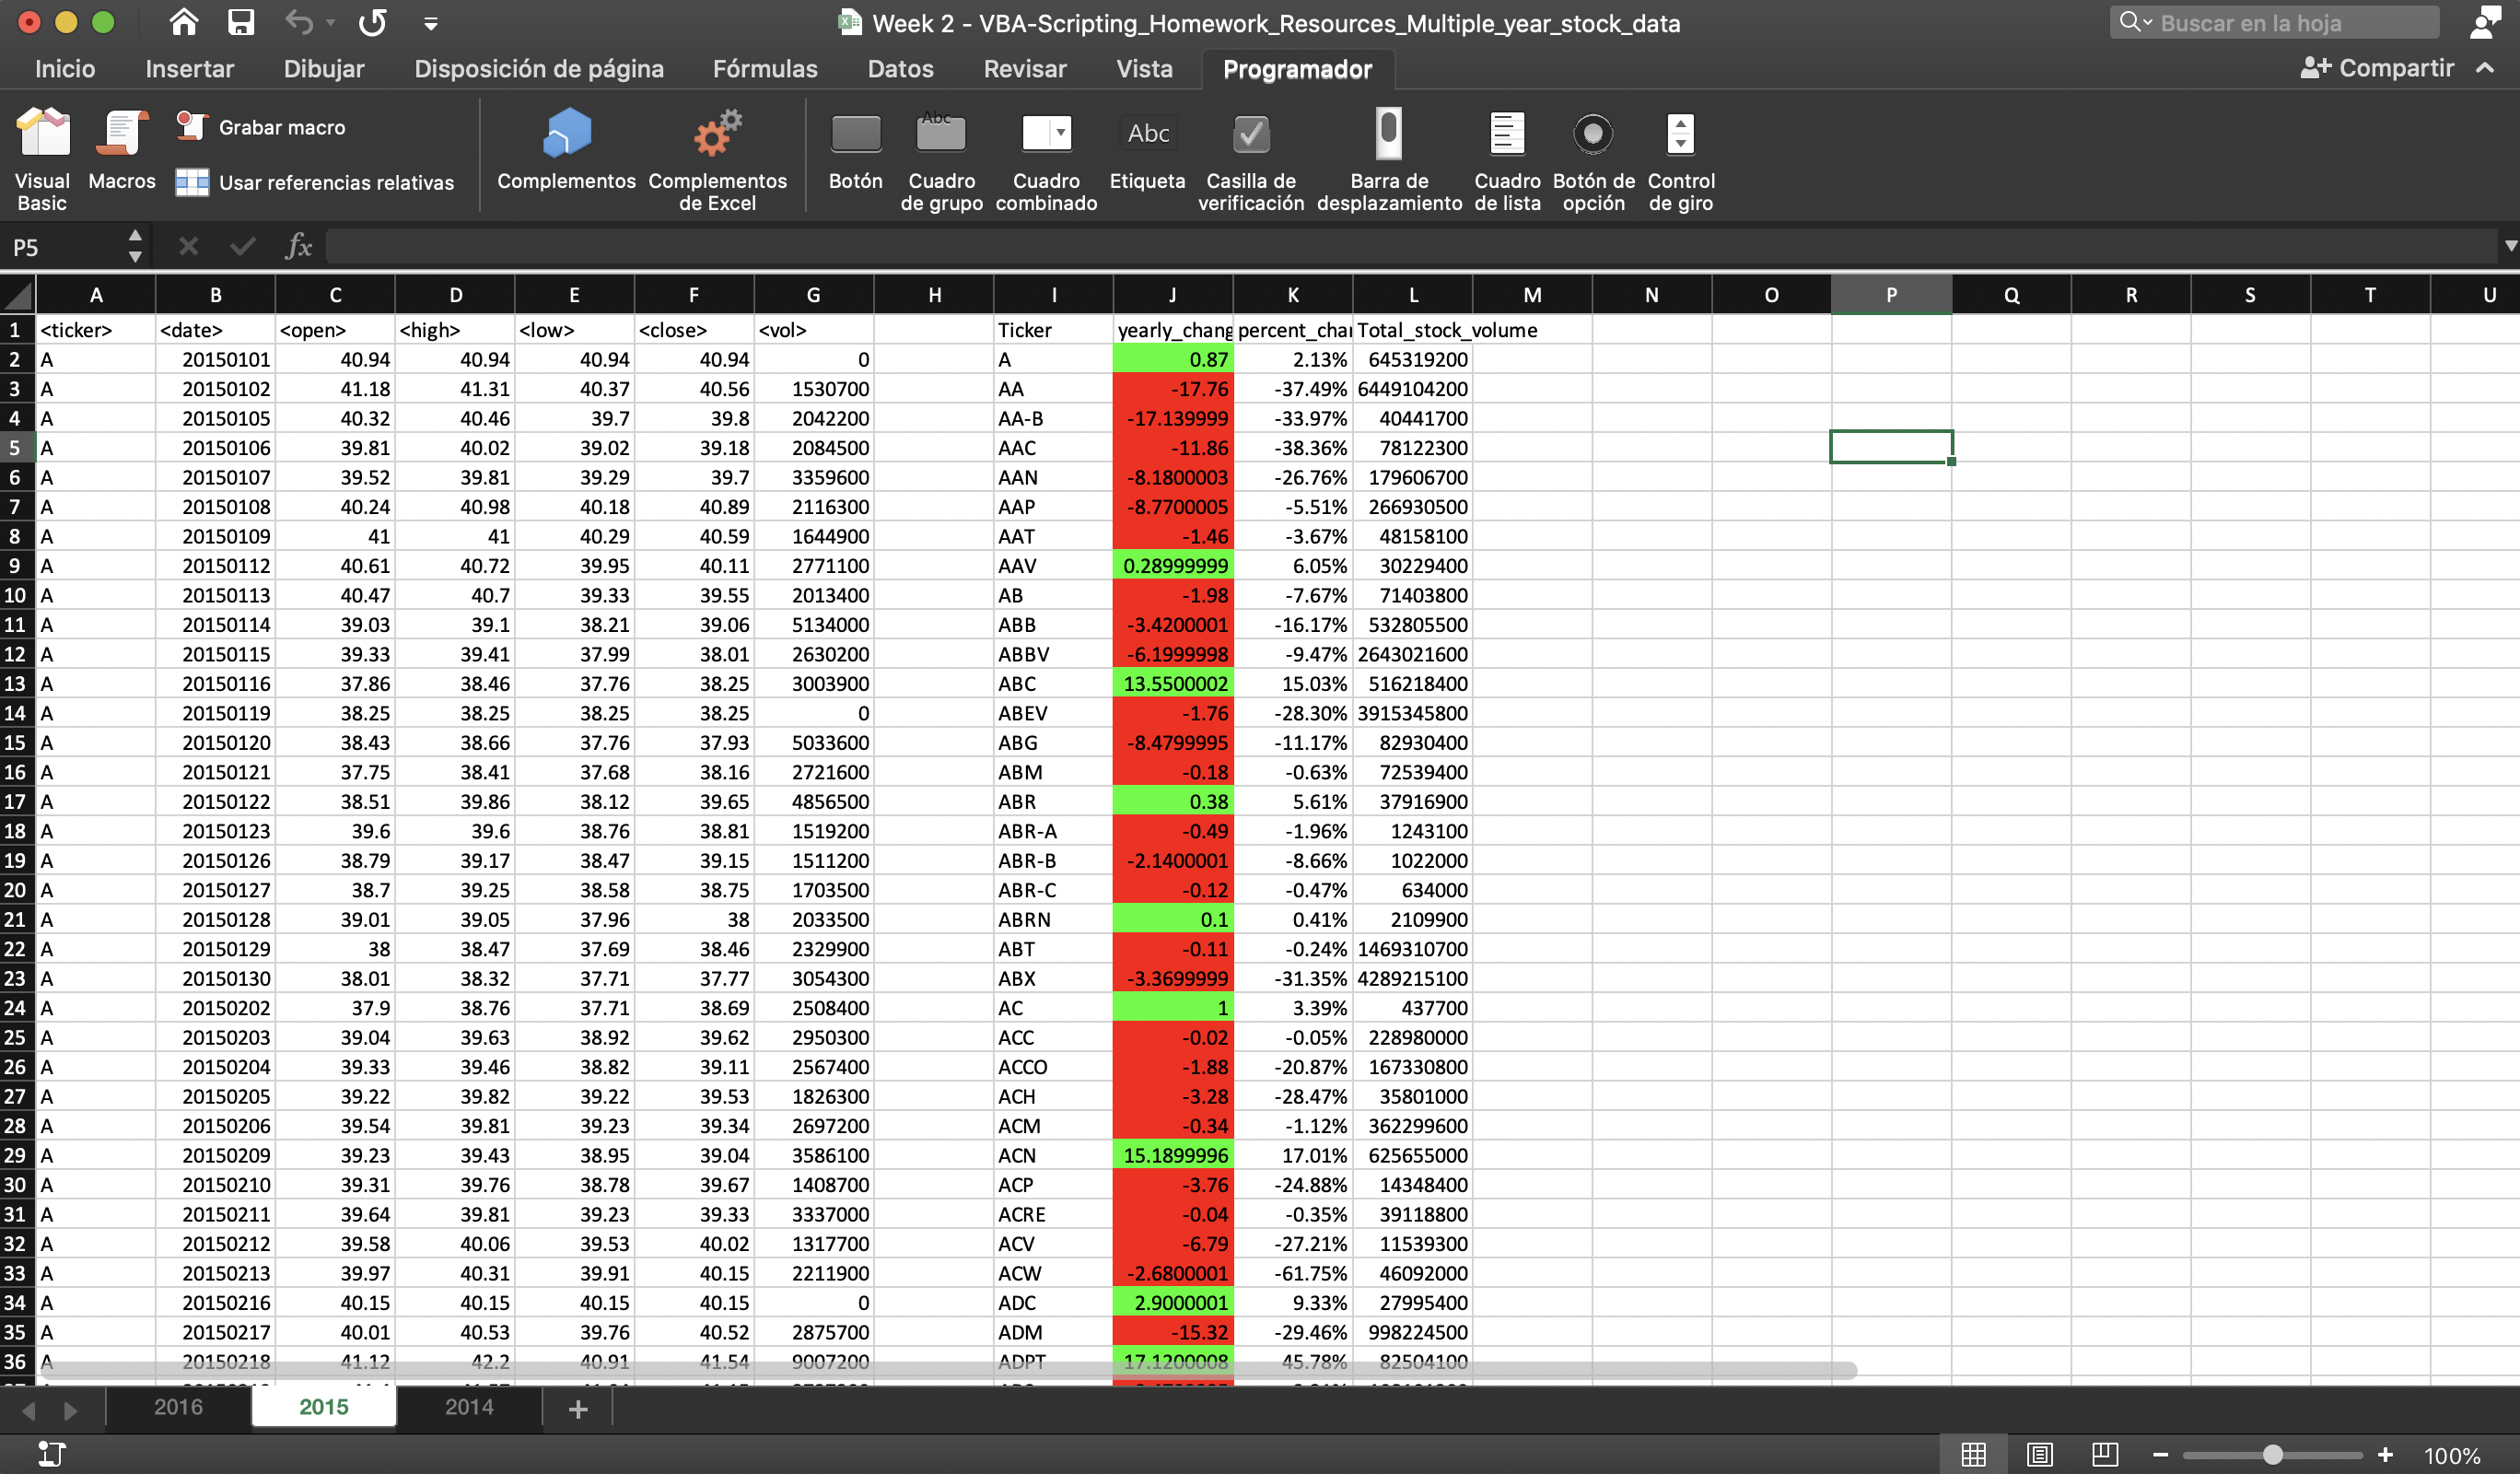 Week 2 - VBA-Scripting_Homework_Resources_Multiple_year_stock_data
Buscar en la hoja
Inicio Insertar Dibujar Disposición de página Fórmulas Datos Revisar Vista Programador Compartir
Visual Basic
Macros
Grabar macro
Usar referencias relativas
Complementos
Complementos de Excel
Botón
Cuadro de grupo
Cuadro combinado
Abc
Etiqueta
Casilla de verificación
Barra de desplazamiento
Cuadro de lista
Botón de opción
Control de giro
P5 fx
A B C D E F G H I J K L M N O P Q R S T U
1 <ticker> <date> <open> <high> <low> <close> <vol> Ticker yearly_chang percent_chan Total_stock_volume
2 A 20150101 40.94 40.94 40.94 40.94 0 A 0.87 2.13% 645319200
3 A 20150102 41.18 41.31 40.37 40.56 1530700 AA -17.76 -37.49% 6449104200
4 A 20150105 40.32 40.46 39.7 39.8 2042200 AA-B -17.139999 -33.97% 40441700
5 A 20150106 39.81 40.02 39.02 39.18 2084500 AAC -11.86 -38.36% 78122300
6 A 20150107 39.52 39.81 39.29 39.7 3359600 AAN -8.1800003 -26.76% 179606700
7 A 20150108 40.24 40.98 40.18 40.89 2116300 AAP -8.7700005 -5.51% 266930500
8 A 20150109 41 41 40.29 40.59 1644900 AAT -1.46 -3.67% 48158100
9 A 20150112 40.61 40.72 39.95 40.11 2771100 AAV 0.28999999 6.05% 30229400
10 A 20150113 40.47 40.7 39.33 39.55 2013400 AB -1.98 -7.67% 71403800
11 A 20150114 39.03 39.1 38.21 39.06 5134000 ABB -3.4200001 -16.17% 532805500
12 A 20150115 39.33 39.41 37.99 38.01 2630200 ABBV -6.1999998 -9.47% 2643021600
13 A 20150116 37.86 38.46 37.76 38.25 3003900 ABC 13.5500002 15.03% 516218400
14 A 20150119 38.25 38.25 38.25 38.25 0 ABEV -1.76 -28.30% 3915345800
15 A 20150120 38.43 38.66 37.76 37.93 5033600 ABG -8.4799995 -11.17% 82930400
16 A 20150121 37.75 38.41 37.68 38.16 2721600 ABM -0.18 -0.63% 72539400
17 A 20150122 38.51 39.86 38.12 39.65 4856500 ABR 0.38 5.61% 37916900
18 A 20150123 39.6 39.6 38.76 38.81 1519200 ABR-A -0.49 -1.96% 1243100
19 A 20150126 38.79 39.17 38.47 39.15 1511200 ABR-B -2.1400001 -8.66% 1022000
20 A 20150127 38.7 39.25 38.58 38.75 1703500 ABR-C -0.12 -0.47% 634000
21 A 20150128 39.01 39.05 37.96 38 2033500 ABRN 0.1 0.41% 2109900
22 A 20150129 38 38.47 37.69 38.46 2329900 ABT -0.11 -0.24% 1469310700
23 A 20150130 38.01 38.32 37.71 37.77 3054300 ABX -3.3699999 -31.35% 4289215100
24 A 20150202 37.9 38.76 37.71 38.69 2508400 AC 1 3.39% 437700
25 A 20150203 39.04 39.63 38.92 39.62 2950300 ACC -0.02 -0.05% 228980000
26 A 20150204 39.33 39.46 38.82 39.11 2567400 ACCO -1.88 -20.87% 167330800
27 A 20150205 39.22 39.82 39.22 39.53 1826300 ACH -3.28 -28.47% 35801000
28 A 20150206 39.54 39.81 39.23 39.34 2697200 ACM -0.34 -1.12% 362299600
29 A 20150209 39.23 39.43 38.95 39.04 3586100 ACN 15.1899996 17.01% 625655000
30 A 20150210 39.31 39.76 38.78 39.67 1408700 ACP -3.76 -24.88% 14348400
31 A 20150211 39.64 39.81 39.23 39.33 3337000 ACRE -0.04 -0.35% 39118800
32 A 20150212 39.58 40.06 39.53 40.02 1317700 ACV -6.79 -27.21% 11539300
33 A 20150213 39.97 40.31 39.91 40.15 2211900 ACW -2.6800001 -61.75% 46092000
34 A 20150216 40.15 40.15 40.15 40.15 0 ADC 2.9000001 9.33% 27995400
35 A 20150217 40.01 40.53 39.76 40.52 2875700 ADM -15.32 -29.46% 998224500
36 A 20150218 41.12 42.2 40.91 41.54 9007200 ADPT 17.1200008 45.78% 82504100
2016 2015 2014
100%